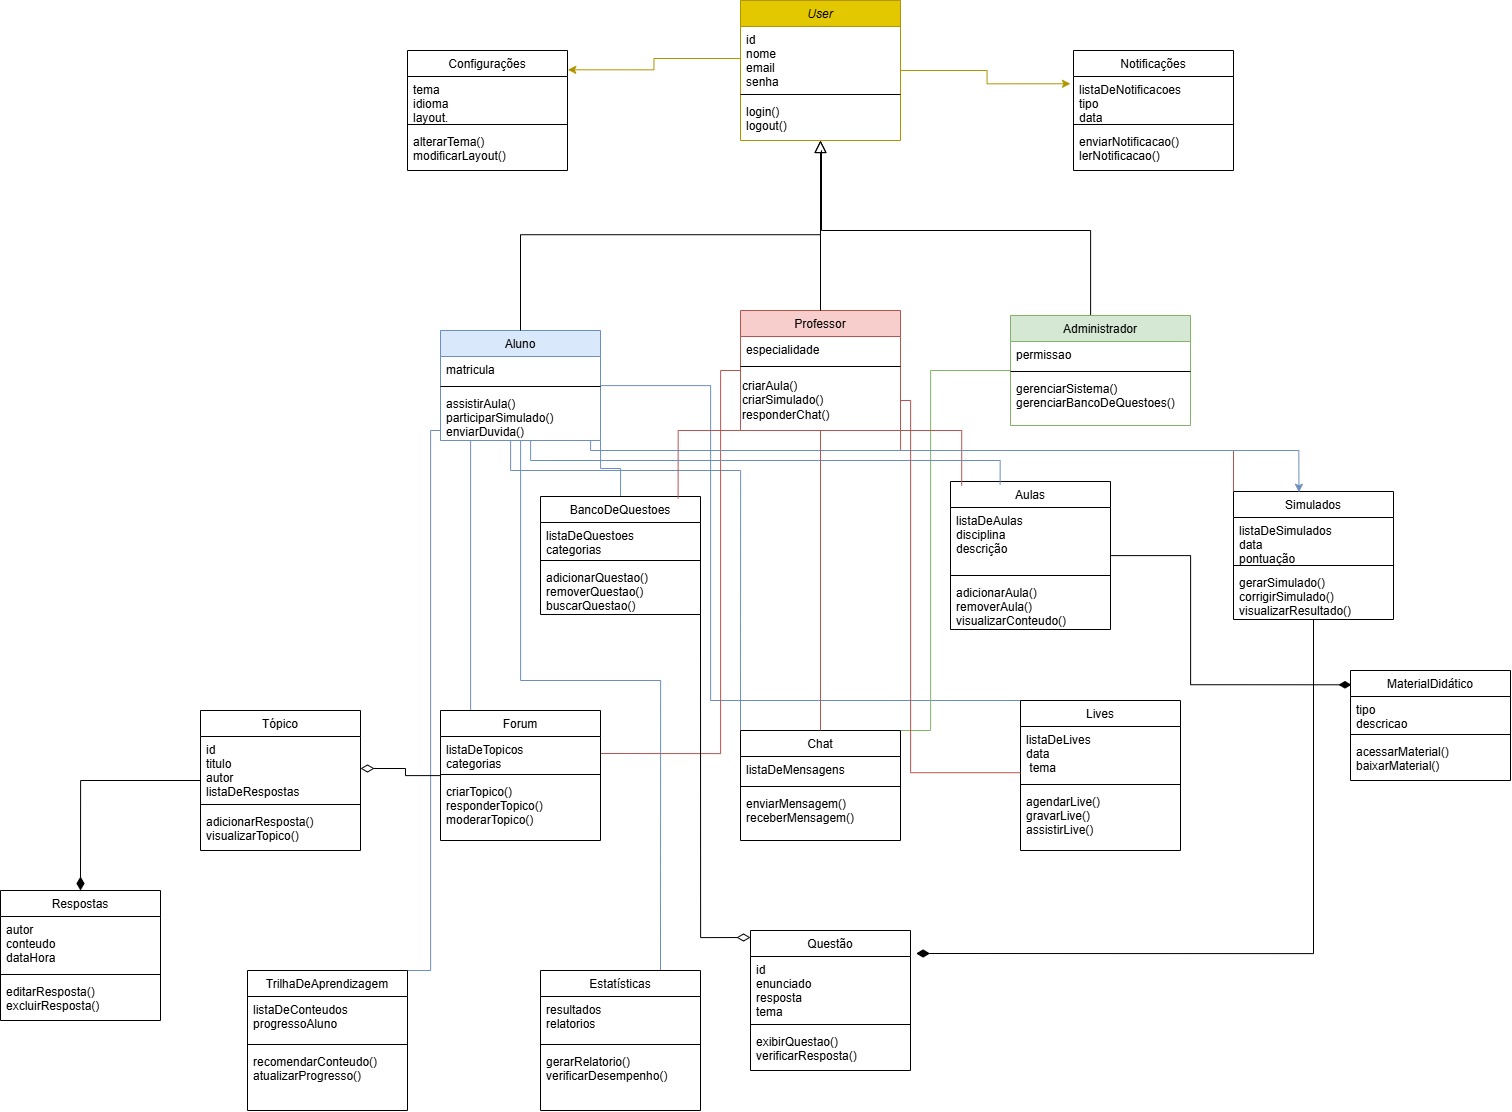 User
id
nome
email
senha
login()
logout()
Configurações
tema
idioma
layout.
alterarTema()
modificarLayout()
Notificações
listaDeNotificacoes
tipo
data
enviarNotificacao()
lerNotificacao()
Aluno
matricula
assistirAula()
participarSimulado()
enviarDuvida()
Professor
especialidade
criarAula()
criarSimulado()
responderChat()
Administrador
permissao
gerenciarSistema()
gerenciarBancoDeQuestoes()
BancoDeQuestoes
listaDeQuestoes
categorias
adicionarQuestao()
removerQuestao()
buscarQuestao()
Aulas
listaDeAulas
disciplina
descrição
adicionarAula()
removerAula()
visualizarConteudo()
Simulados
listaDeSimulados
data
pontuação
gerarSimulado()
corrigirSimulado()
visualizarResultado()
MaterialDidático
tipo
descricao
acessarMaterial()
baixarMaterial()
Tópico
id
titulo
autor
listaDeRespostas
adicionarResposta()
visualizarTopico()
Forum
listaDeTopicos
categorias
criarTopico()
responderTopico()
moderarTopico()
Chat
listaDeMensagens
enviarMensagem()
receberMensagem()
Lives
listaDeLives
data
tema
agendarLive()
gravarLive()
assistirLive()
Respostas
autor
conteudo
dataHora
editarResposta()
excluirResposta()
TrilhaDeAprendizagem
listaDeConteudos
progressoAluno
recomendarConteudo()
atualizarProgresso()
Estatísticas
resultados
relatorios
gerarRelatorio()
verificarDesempenho()
Questão
id
enunciado
resposta
tema
exibirQuestao()
verificarResposta()